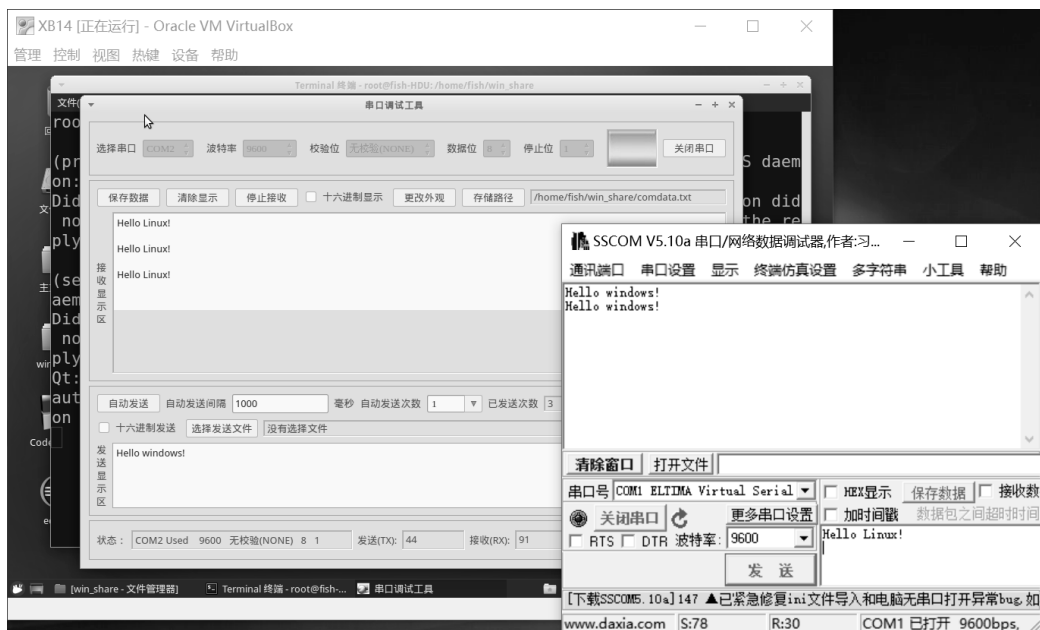 XB14 [正在运行] - Oracle VM VirtualBox
管理 控制 视图 热键 设备 帮助
Terminal 终端 - root@fish-HDU: /home/fish/win_share
文件(
串口调试工具
roo
选择串口 COM2 波特率 9600 校验位 无校验(NONE) 数据位 8 停止位 1 关闭串口
(pr
S daem
on:
保存数据 清除显示 停止接收 十六进制显示 更改外观 存储路径 /home/fish/win_share/comdata.txt
Did
on did
no
the re
ply
Hello Linux!
Hello Linux!
Hello Linux!
接收显示区
(se
aem
Did
no
ply
Qt:
aut
on
win
自动发送 自动发送间隔 1000 毫秒 自动发送次数 1 已发送次数 3
十六进制发送 选择发送文件 没有选择文件
发送显示区
Hello windows!
状态： COM2 Used 9600 无校验(NONE) 8 1 发送(TX): 44 接收(RX): 91
[win_share - 文件管理器] Terminal 终端 - root@fish-... 串口调试工具
SSCOM V5.10a 串口/网络数据调试器,作者:习...
通讯端口 串口设置 显示 终端仿真设置 多字符串 小工具 帮助
Hello windows!
Hello windows!
清除窗口 打开文件
串口号 COM1 ELTIMA Virtual Serial HEX显示 保存数据 接收数
关闭串口 更多串口设置 加时间戳 数据包之间超时时间
RTS DTR 波特率: 9600
Hello Linux!
发 送
[下载SSCOM5.10a]147 ▲已紧急修复ini文件导入和电脑无串口打开异常bug,如
www.daxia.com S:78 R:30 COM1 已打开 9600bps,